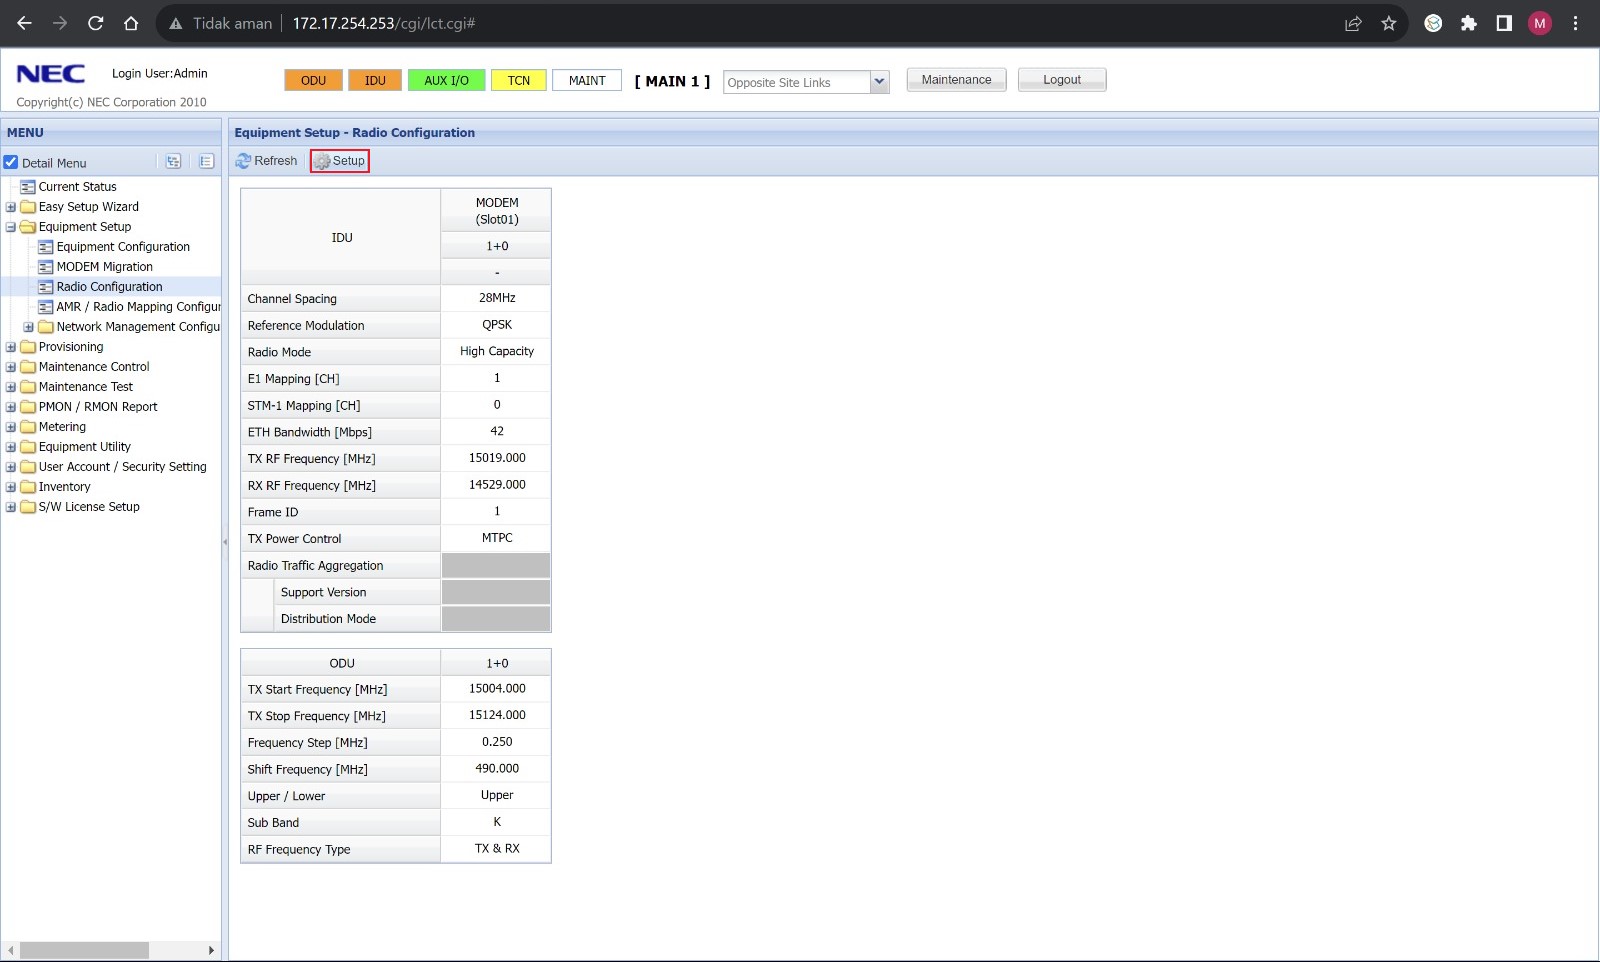 Tidak aman 172.17.254.253/cgi/lct.cgi# M
NEC Login User:Admin ODU IDU AUX I/O TCN MAINT [ MAIN 1 ] Opposite Site Links Maintenance Logout
Copyright(c) NEC Corporation 2010
MENU
Detail Menu
Current Status
Easy Setup Wizard
Equipment Setup
Equipment Configuration
MODEM Migration
Radio Configuration
AMR / Radio Mapping Configur
Network Management Configu
Provisioning
Maintenance Control
Maintenance Test
PMON / RMON Report
Metering
Equipment Utility
User Account / Security Setting
Inventory
S/W License Setup
Equipment Setup - Radio Configuration
Refresh Setup
IDU
MODEM
(Slot01)
1+0
-
Channel Spacing 28MHz
Reference Modulation QPSK
Radio Mode High Capacity
E1 Mapping [CH] 1
STM-1 Mapping [CH] 0
ETH Bandwidth [Mbps] 42
TX RF Frequency [MHz] 15019.000
RX RF Frequency [MHz] 14529.000
Frame ID 1
TX Power Control MTPC
Radio Traffic Aggregation
Support Version
Distribution Mode
ODU 1+0
TX Start Frequency [MHz] 15004.000
TX Stop Frequency [MHz] 15124.000
Frequency Step [MHz] 0.250
Shift Frequency [MHz] 490.000
Upper / Lower Upper
Sub Band K
RF Frequency Type TX & RX